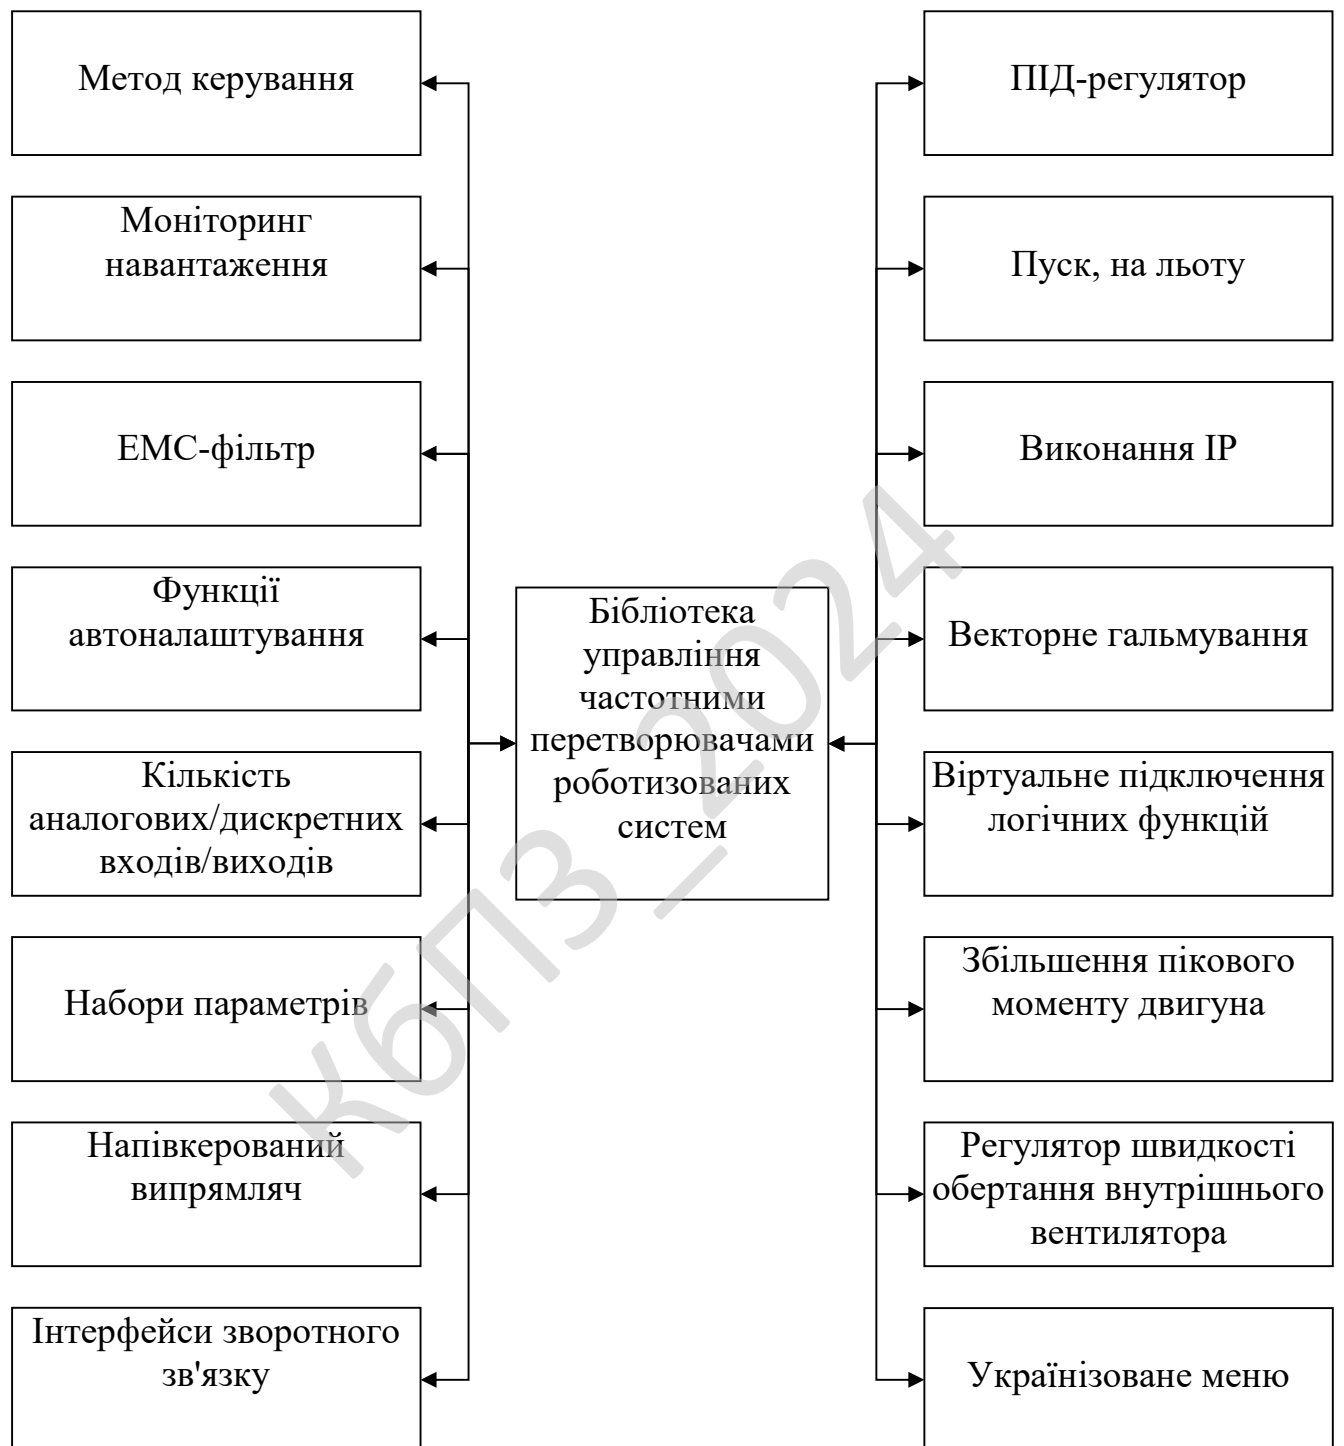 Метод керування
Моніторинг
навантаження
ЕМС-фільтр
Функції
автоналаштування
Кількість
аналогових/дискретних
входів/виходів
Набори параметрів
Напівкерований
випрямляч
Інтерфейси зворотного
зв'язку
Бібліотека
управління
частотними
перетворювачами
роботизованих
систем
ПІД-регулятор
Пуск, на льоту
Виконання IP
Векторне гальмування
Віртуальне підключення
логічних функцій
Збільшення пікового
моменту двигуна
Регулятор швидкості
обертання внутрішнього
вентилятора
Українізоване меню
КбПЗ_2024